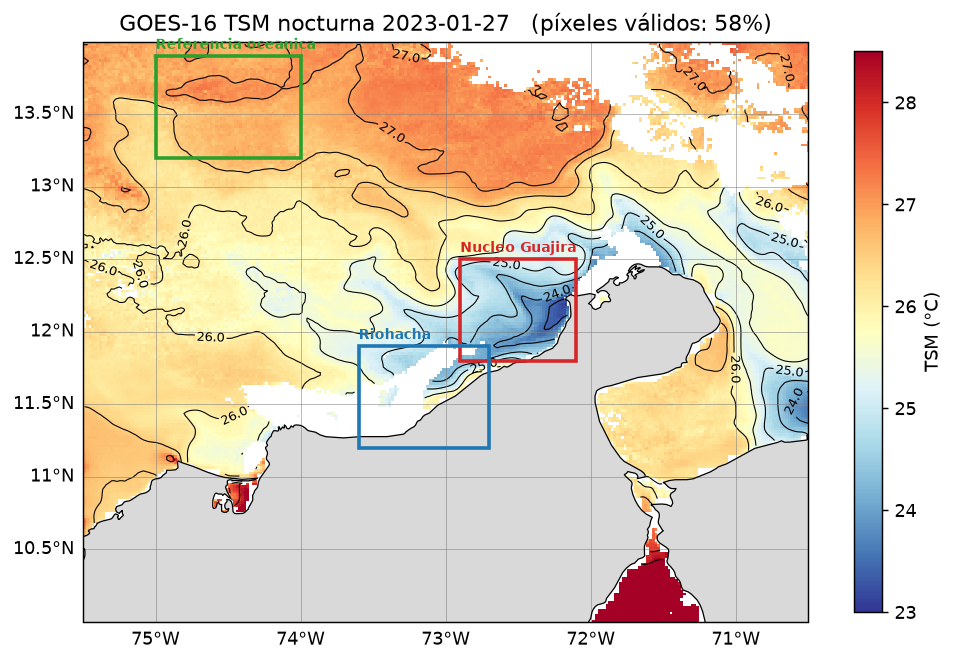 GOES-16 TSM nocturna 2023-01-27 (píxeles válidos: 58%)
Referencia oceanica
27.0
27.0
27.0
27.0
13.5°N
13°N
12.5°N
12°N
11.5°N
11°N
10.5°N
26.0
26.0
26.0
26.0
26.0
26.0
26.0
25.0
25.0
25.0
25.0
25.0
24.0
24.0
Nucleo Guajira
Riohacha
75°W
74°W
73°W
72°W
71°W
28
27
26
25
24
23
TSM (°C)